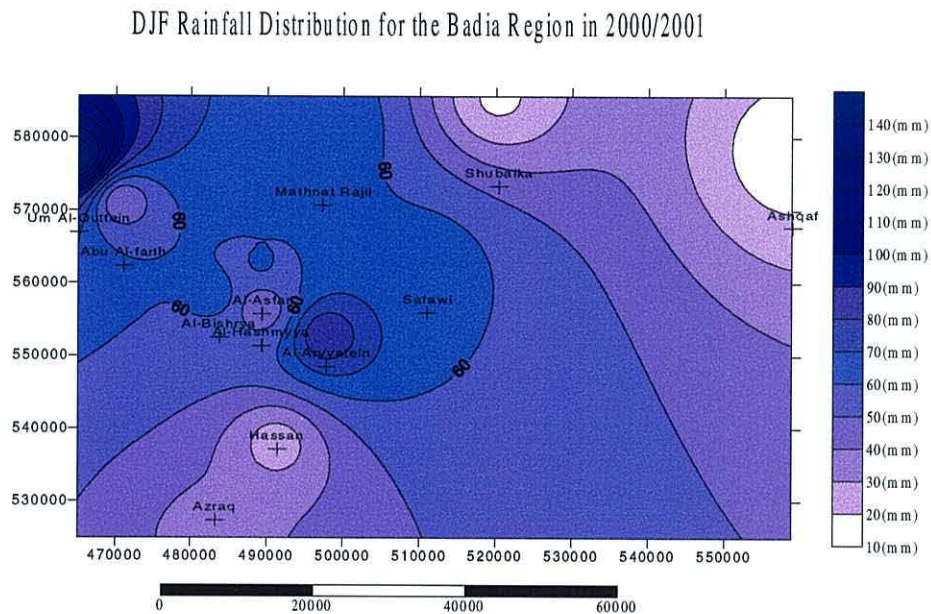 DJF Rainfall Distribution for the Badia Region in 2000/2001
580000
570000
560000
550000
540000
530000
470000 480000 490000 500000 510000 520000 530000 540000 550000
Um Al-Quttein
Abu-Al-farth
Mathnat Rajil
Shubaika
Ashqaf
Al-Asfar
Al-Bishrya
Al-Hashmyya
Al-Aryyatein
Safawi
Hassan
Azraq
60
60
60
60
60
140(mm)
130(mm)
120(mm)
110(mm)
100(mm)
90(mm)
80(mm)
70(mm)
60(mm)
50(mm)
40(mm)
30(mm)
20(mm)
10(mm)
0 20000 40000 60000